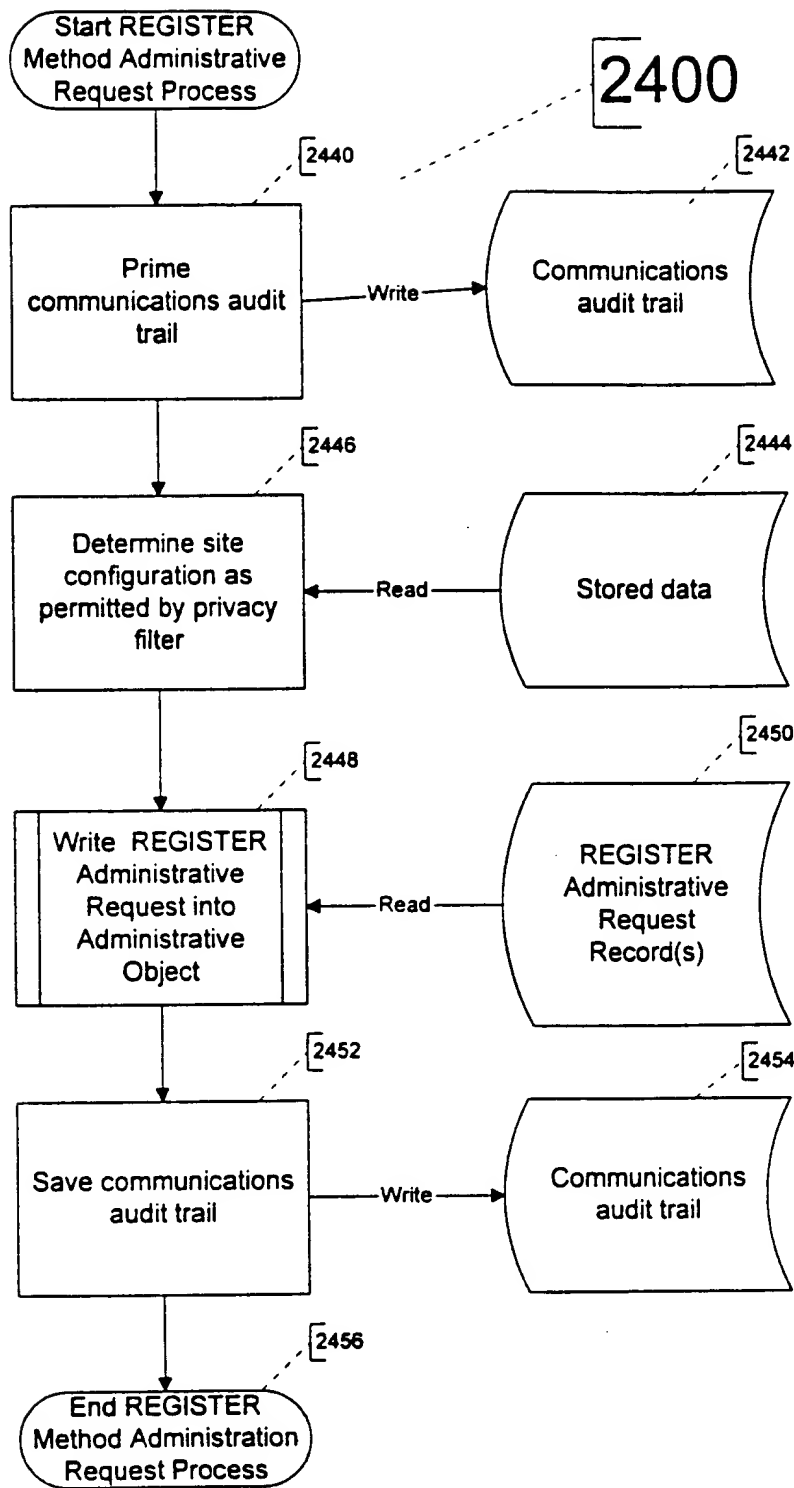 Start REGISTER
Method Administrative
Request Process
2400
2440
2442
Prime
communications audit
trail
Write
Communications
audit trail
2446
2444
Determine site
configuration as
permitted by privacy
filter
Read
Stored data
2448
2450
Write REGISTER
Administrative
Request into
Administrative
Object
Read
REGISTER
Administrative
Request
Record(s)
2452
2454
Save communications
audit trail
Write
Communications
audit trail
2456
End REGISTER
Method Administration
Request Process